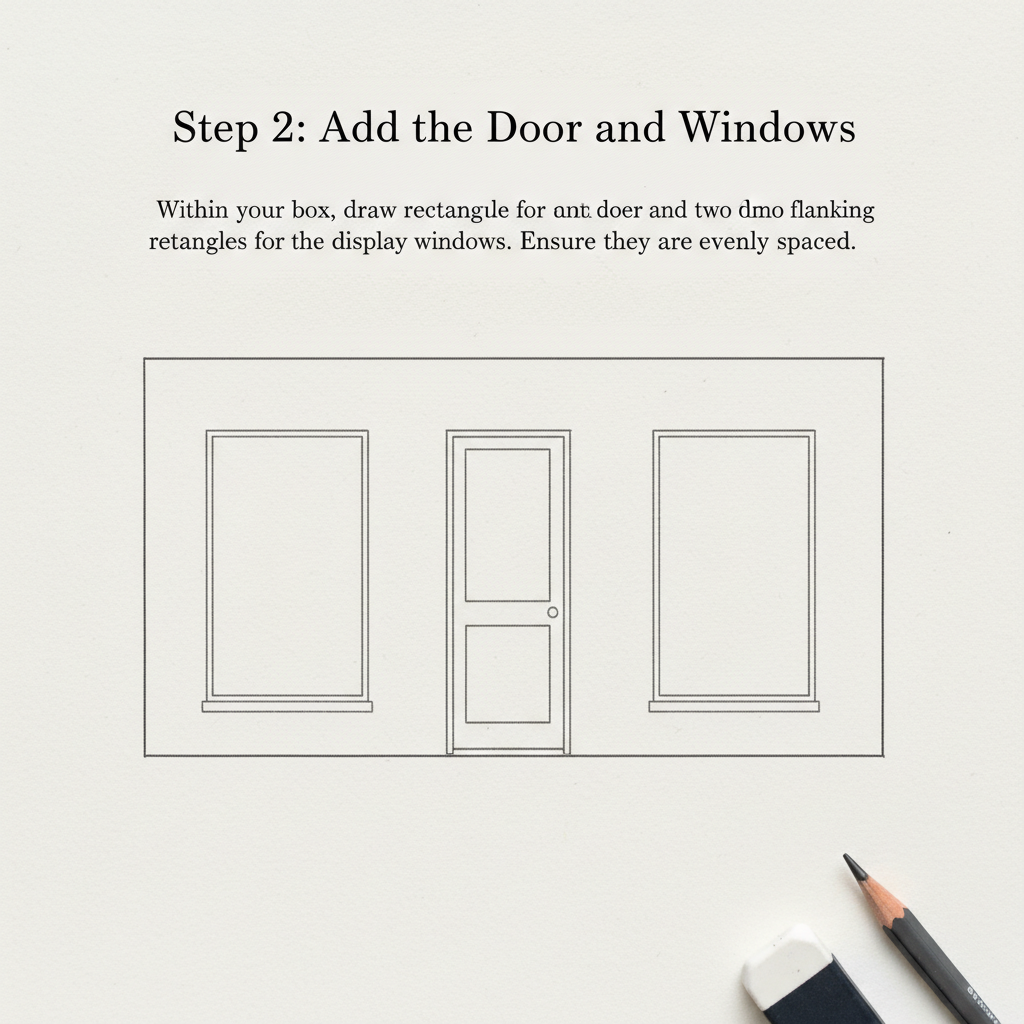 Step 2: Add the Door and Windows
Within your box, draw rectangule for ant doer and two dmo flanking
retangles for the display windows. Ensure they are evenly spaced.